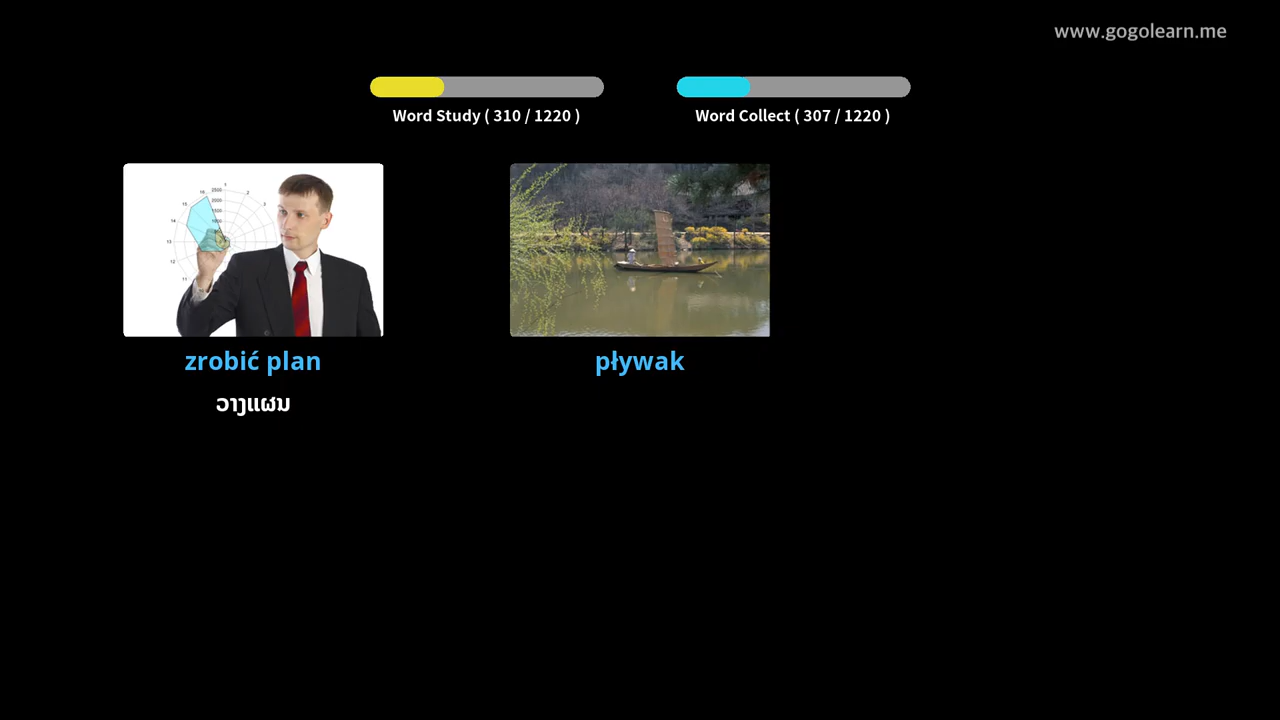 www.gogolearn.me
Word Study ( 310 / 1220 )
Word Collect ( 307 / 1220 )
zrobić plan
pływak
ວາງແຜນ